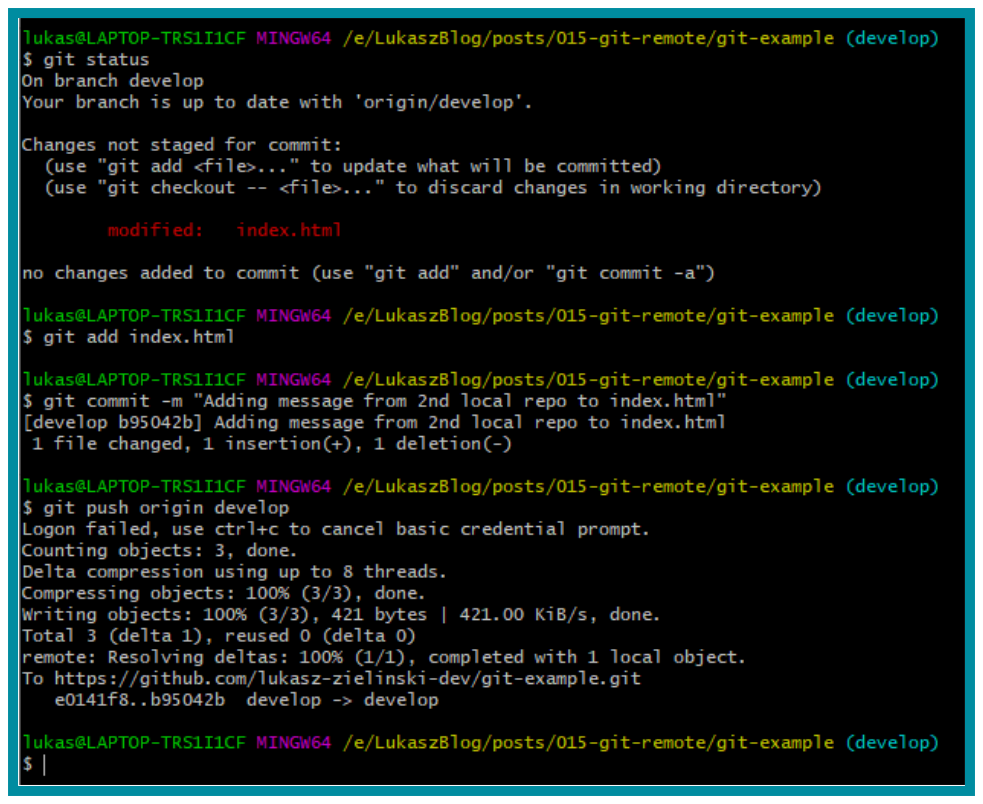 lukas@LAPTOP-TRS1I1CF MINGW64 /e/LukaszBlog/posts/015-git-remote/git-example (develop)
$ git status
On branch develop
Your branch is up to date with 'origin/develop'.
Changes not staged for commit:
  (use "git add <file>..." to update what will be committed)
  (use "git checkout -- <file>..." to discard changes in working directory)
        modified:   index.html
no changes added to commit (use "git add" and/or "git commit -a")
lukas@LAPTOP-TRS1I1CF MINGW64 /e/LukaszBlog/posts/015-git-remote/git-example (develop)
$ git add index.html
lukas@LAPTOP-TRS1I1CF MINGW64 /e/LukaszBlog/posts/015-git-remote/git-example (develop)
$ git commit -m "Adding message from 2nd local repo to index.html"
[develop b95042b] Adding message from 2nd local repo to index.html
 1 file changed, 1 insertion(+), 1 deletion(-)
lukas@LAPTOP-TRS1I1CF MINGW64 /e/LukaszBlog/posts/015-git-remote/git-example (develop)
$ git push origin develop
Logon failed, use ctrl+c to cancel basic credential prompt.
Counting objects: 3, done.
Delta compression using up to 8 threads.
Compressing objects: 100% (3/3), done.
Writing objects: 100% (3/3), 421 bytes | 421.00 KiB/s, done.
Total 3 (delta 1), reused 0 (delta 0)
remote: Resolving deltas: 100% (1/1), completed with 1 local object.
To https://github.com/lukasz-zielinski-dev/git-example.git
   e0141f8..b95042b  develop -> develop
lukas@LAPTOP-TRS1I1CF MINGW64 /e/LukaszBlog/posts/015-git-remote/git-example (develop)
$